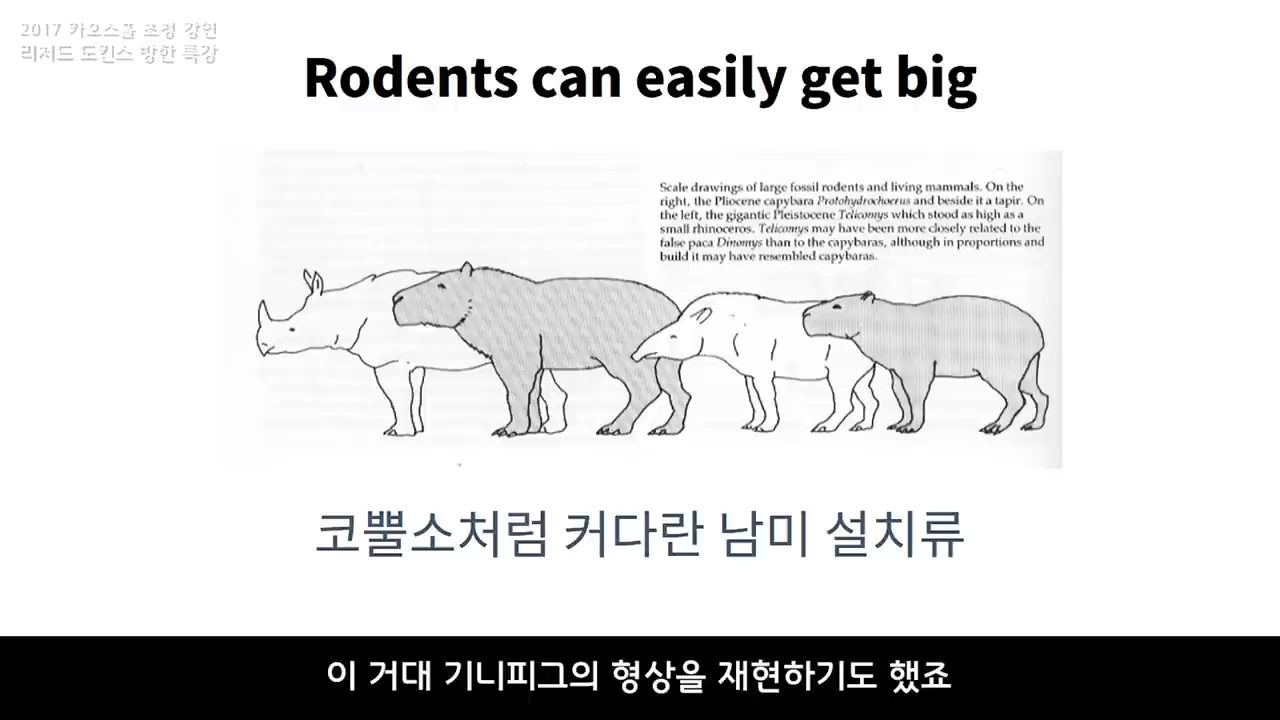 2017 카오스홀 초청 강연
리처드 도킨스 방한 특강
Rodents can easily get big
Scale drawings of large fossil rodents and living mammals. On the
right, the Pliocene capybara Protohydrochoerus and beside it a tapir. On
the left, the gigantic Pleistocene Telicomys which stood as high as a
small rhinoceros. Telicomys may have been more closely related to the
false paca Dinomys than to the capybaras, although in proportions and
build it may have resembled capybaras.
코뿔소처럼 커다란 남미 설치류
이 거대 기니피그의 형상을 재현하기도 했죠